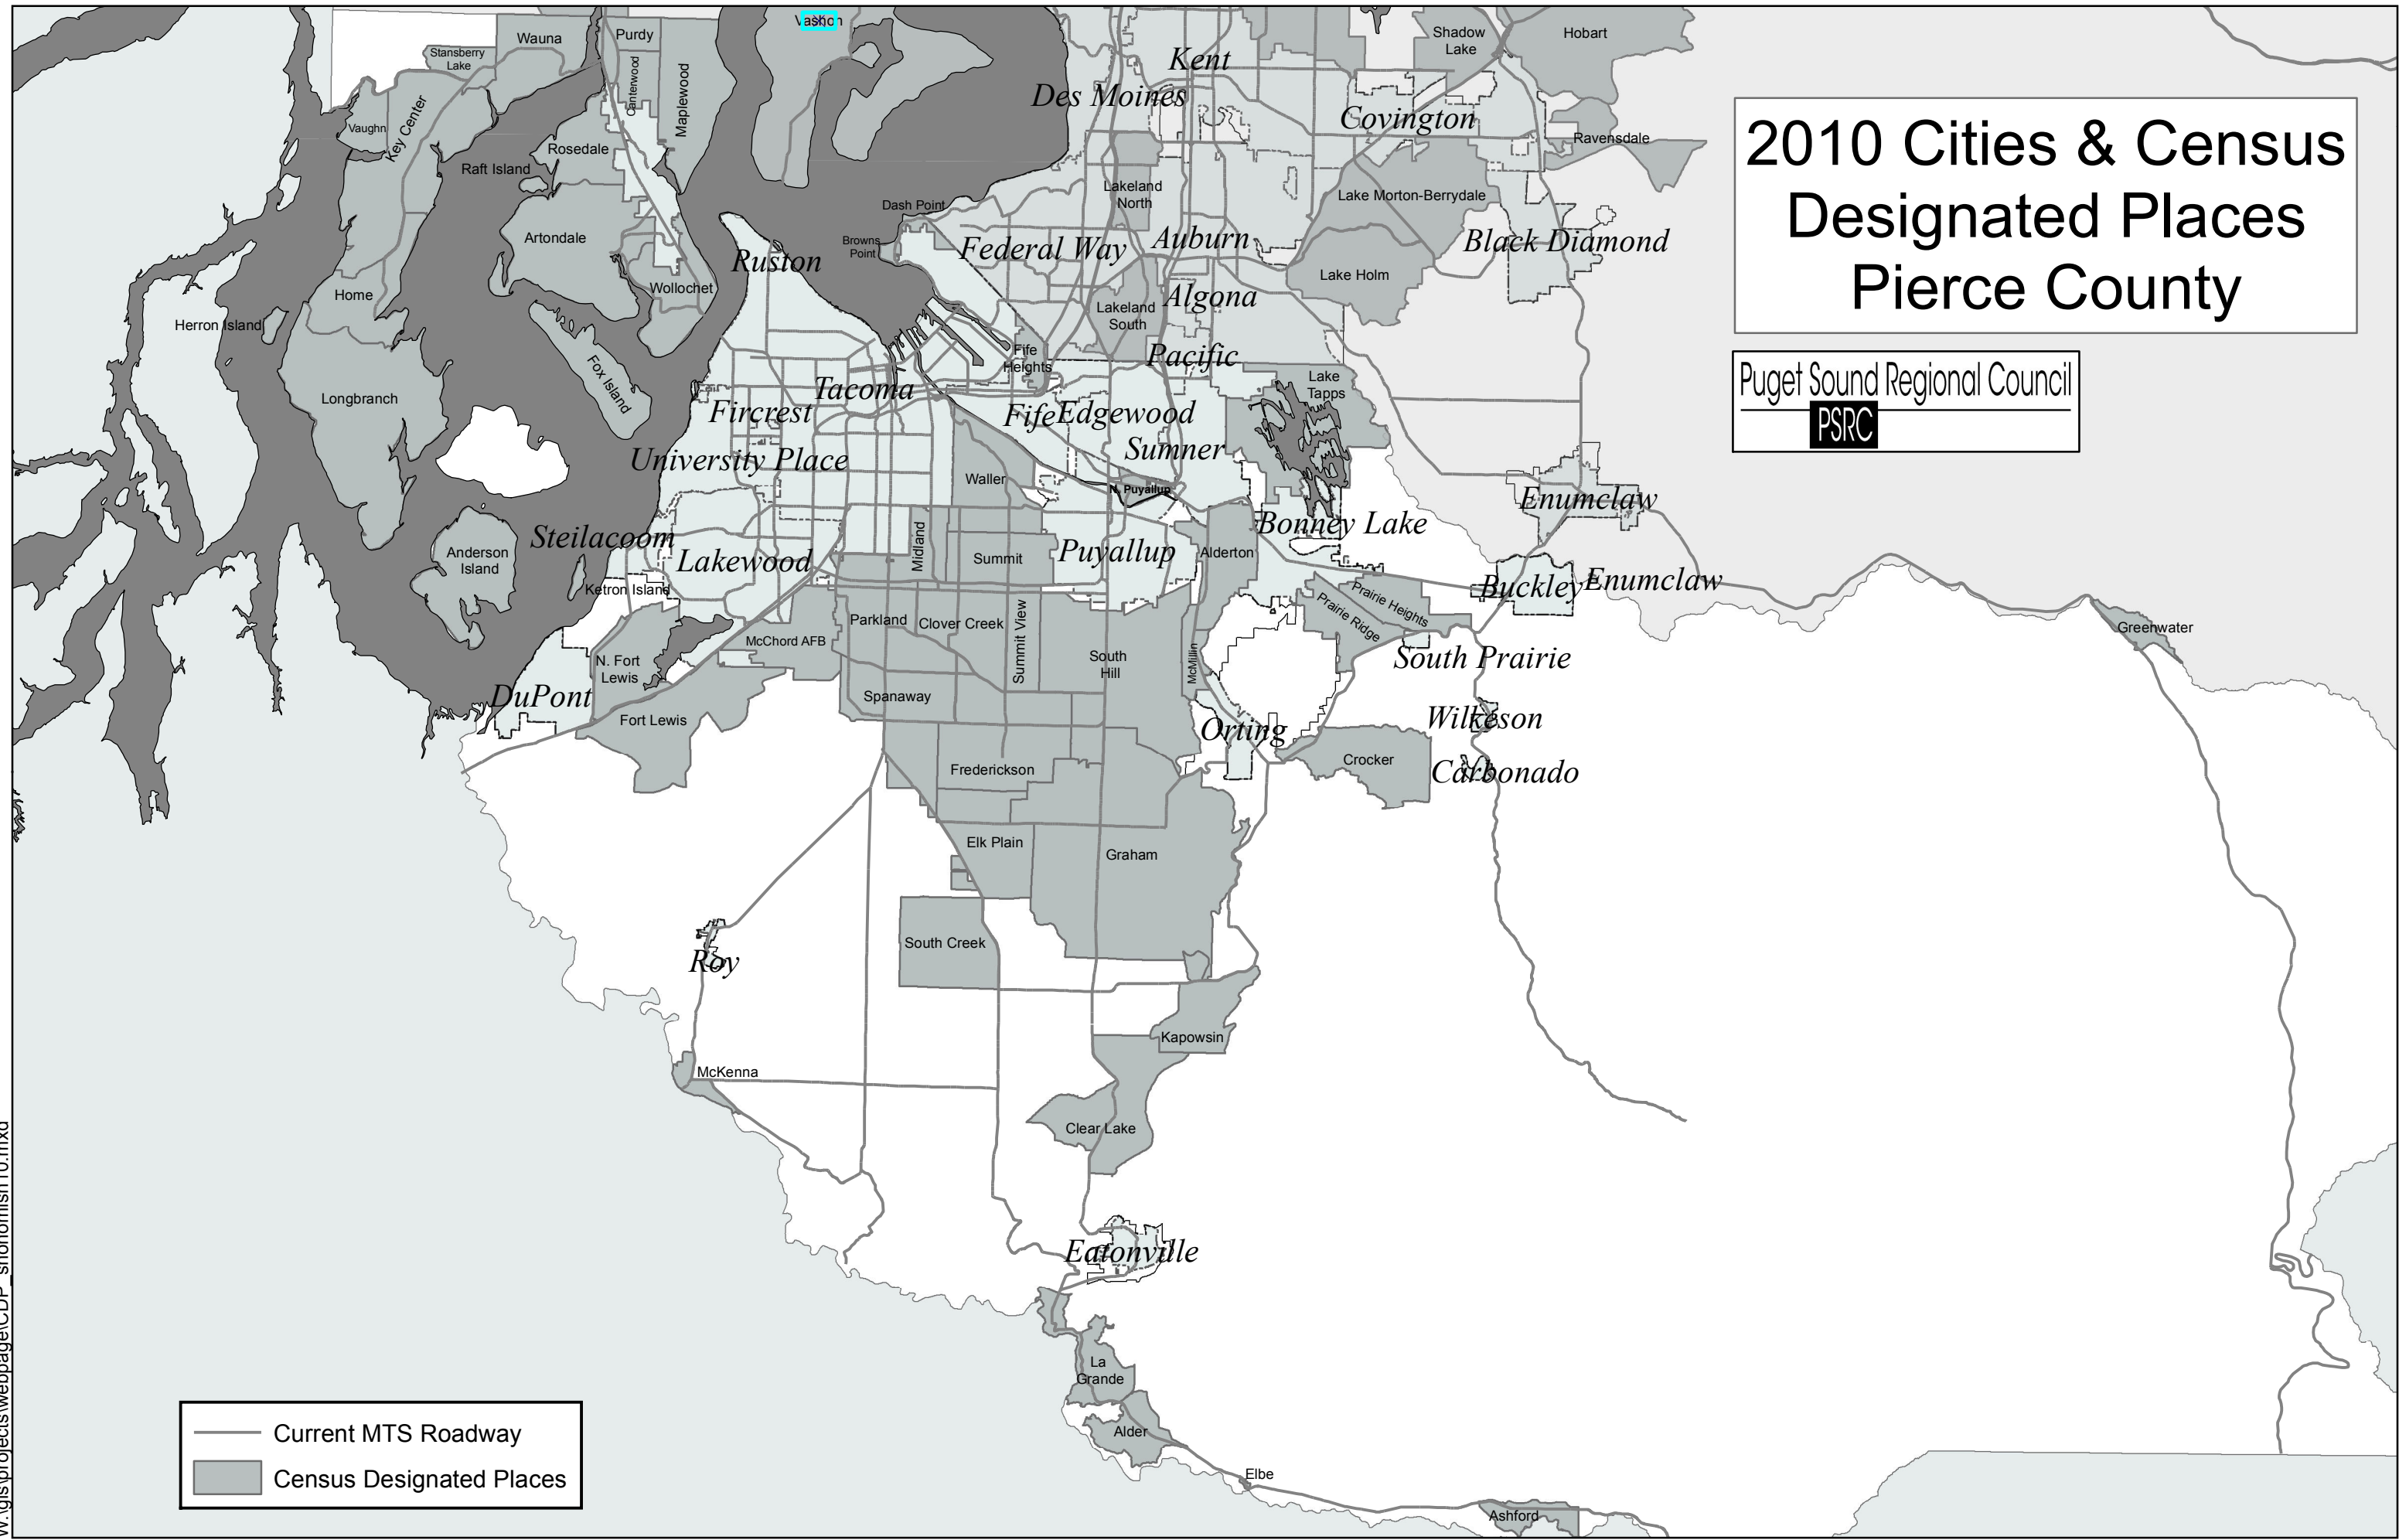 Vashon
Wauna
Purdy
Stansberry
Lake
Canterwood
Maplewood
Vaughn
Key Center
Rosedale
Raft Island
Artondale
Wollochet
Home
Herron Island
Fox Island
Longbranch
Anderson
Island
Ketron Island
Kent
Des Moines
Covington
Shadow
Lake
Hobart
Ravensdale
Lake Morton-Berrydale
Black Diamond
Lakeland
North
Dash Point
Browns
Point
Federal Way
Auburn
Lake Holm
Algona
Lakeland
South
Pacific
Ruston
Fife
Heights
Tacoma
Fircrest
Fife
Edgewood
Sumner
University Place
Lake
Tapps
Waller
N. Puyallup
Steilacoom
Lakewood
Midland
Summit
Puyallup
Alderton
Bonney Lake
Enumclaw
Buckley
Enumclaw
Prairie Heights
Prairie Ridge
South Prairie
Greenwater
McChord AFB
Parkland
Clover Creek
Summit View
South
Hill
McMillin
N. Fort
Lewis
DuPont
Fort Lewis
Spanaway
Orting
Wilkeson
Crocker
Carbonado
Frederickson
Elk Plain
Graham
South Creek
Roy
Kapowsin
McKenna
Clear Lake
Eatonville
La
Grande
Alder
Elbe
Ashford
2010 Cities & Census
Designated Places
Pierce County
Puget Sound Regional Council
PSRC
Current MTS Roadway
Census Designated Places